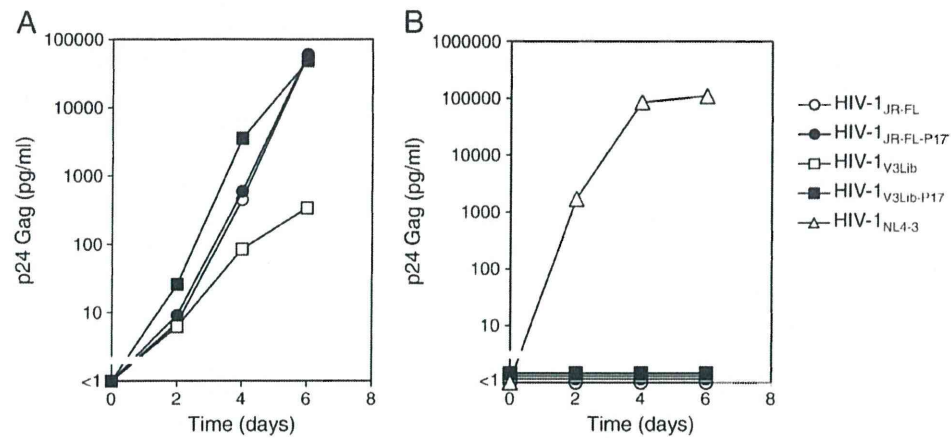 A
100000
10000
1000
100
10
<1
p24 Gag (pg/ml)
0 2 4 6 8
Time (days)
B
1000000
100000
10000
1000
100
10
<1
p24 Gag (pg/ml)
0 2 4 6 8
Time (days)
HIV-1JR-FL
HIV-1JR-FL-P17
HIV-1V3Lib
HIV-1V3Lib-P17
HIV-1NL4-3